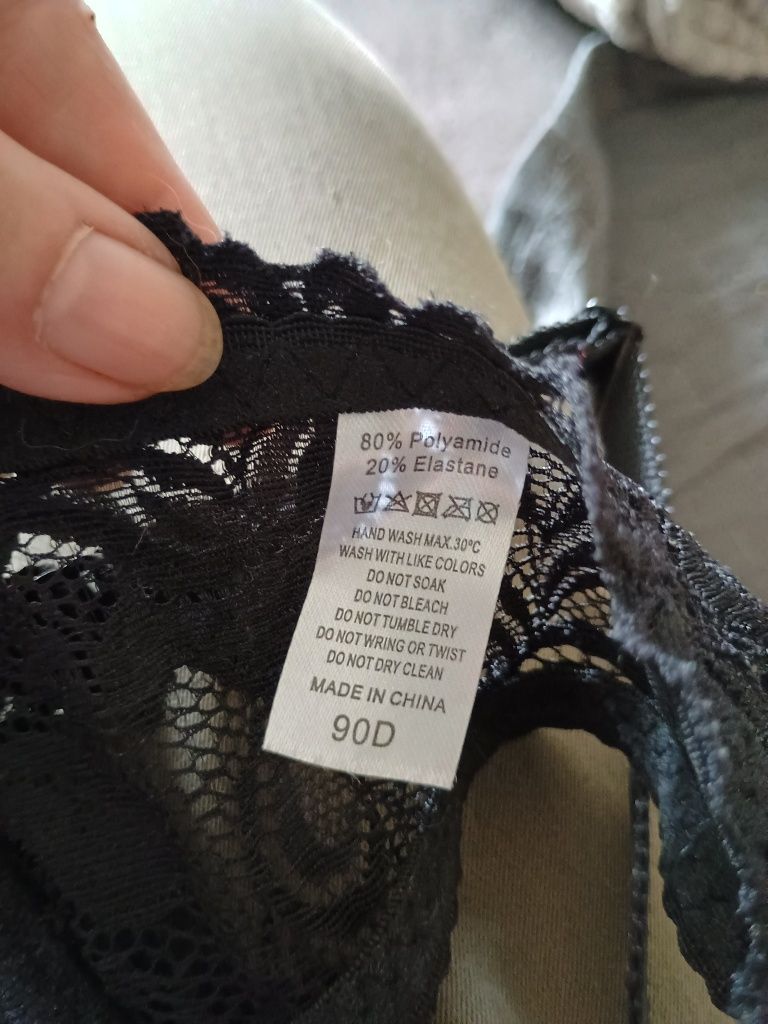 80% Polyamide
20% Elastane
HAND WASH MAX.30°C
WASH WITH LIKE COLORS
DO NOT SOAK
DO NOT BLEACH
DO NOT TUMBLE DRY
DO NOT WRING OR TWIST
DO NOT DRY CLEAN
MADE IN CHINA
90D